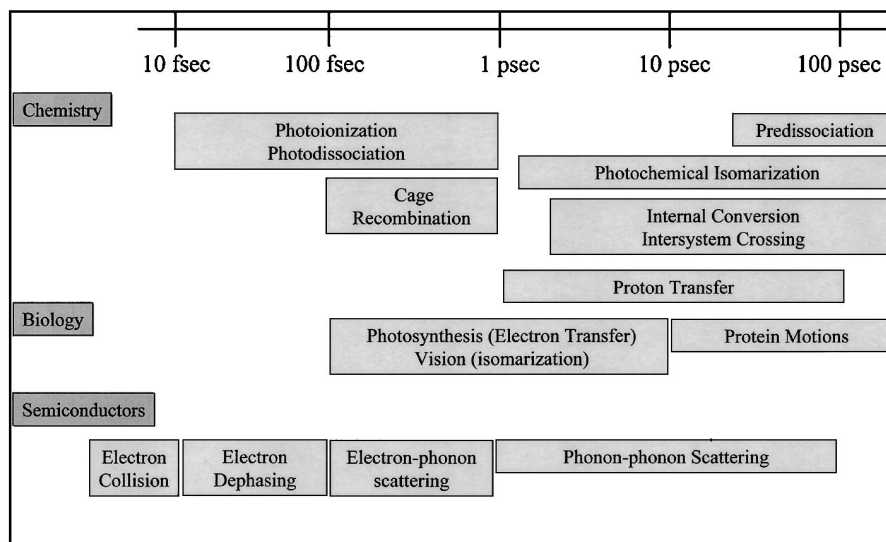 10 fsec 100 fsec 1 psec 10 psec 100 psec
Chemistry
Photoionization
Photodissociation
Predissociation
Photochemical Isomarization
Cage
Recombination
Internal Conversion
Intersystem Crossing
Proton Transfer
Biology
Photosynthesis (Electron Transfer)
Vision (isomarization)
Protein Motions
Semiconductors
Electron
Collision
Electron
Dephasing
Electron-phonon
scattering
Phonon-phonon Scattering